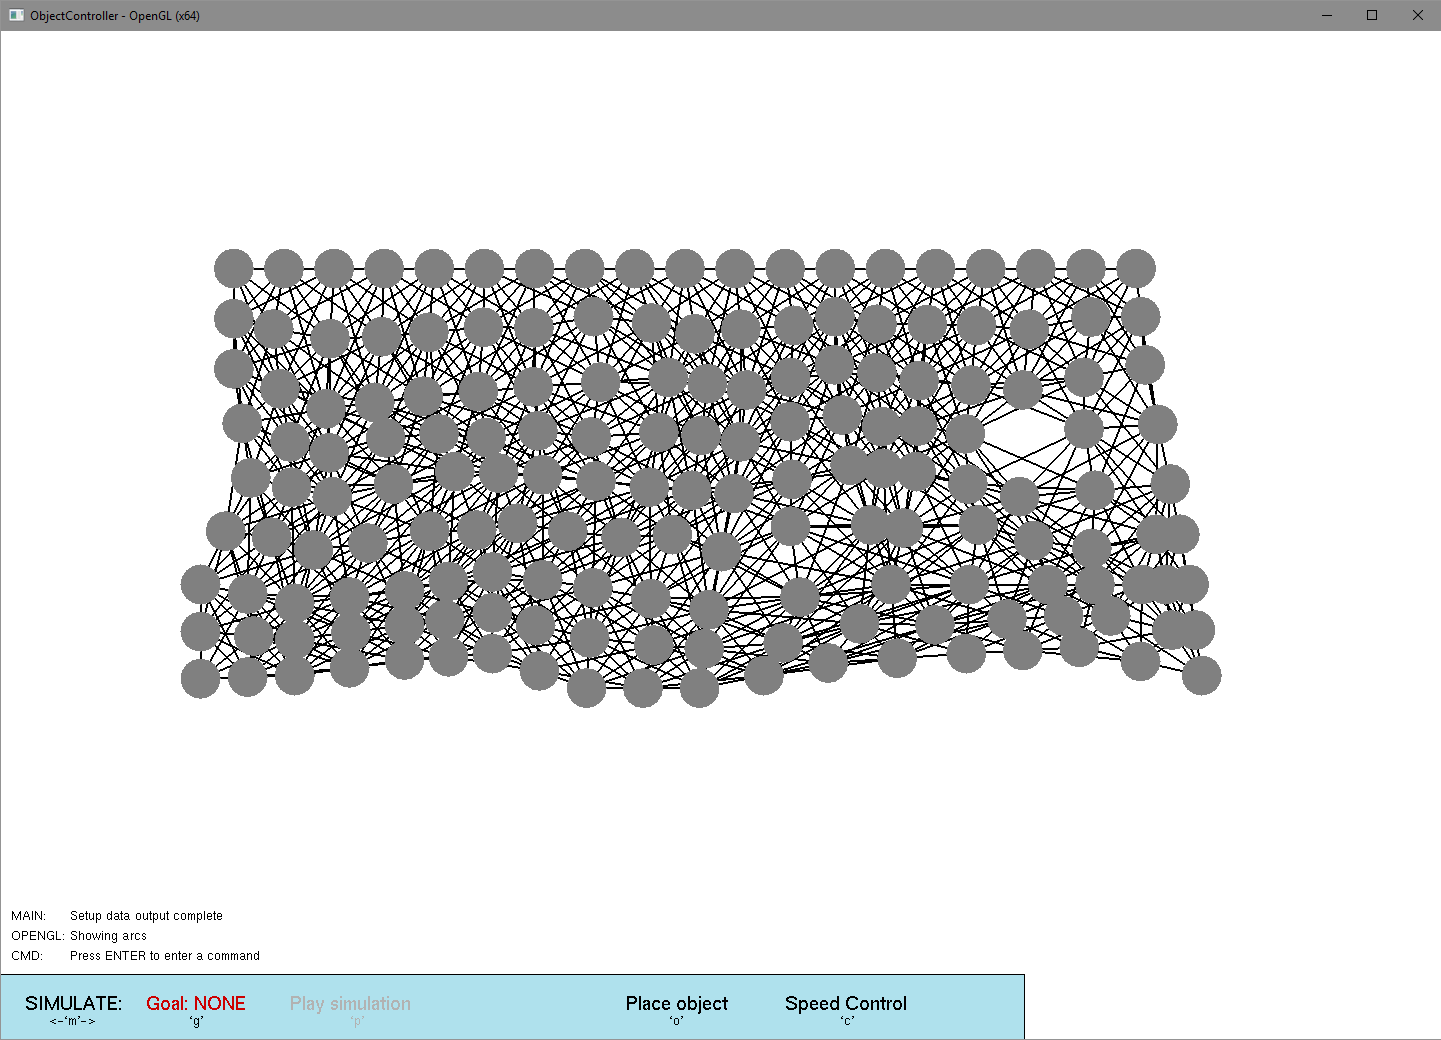 ObjectController - OpenGL (x64)
MAIN: Setup data output complete
OPENGL: Showing arcs
CMD: Press ENTER to enter a command
SIMULATE: Goal: NONE Play simulation Place object Speed Control
<-‘m’-> ‘g’ ‘p’ ‘o’ ‘c’